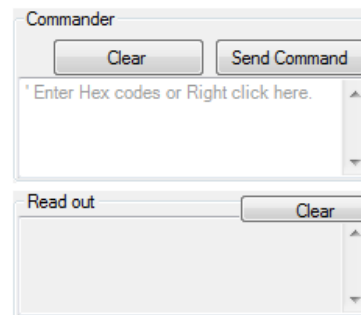 Commander
Clear
Send Command
' Enter Hex codes or Right click here.
Read out
Clear